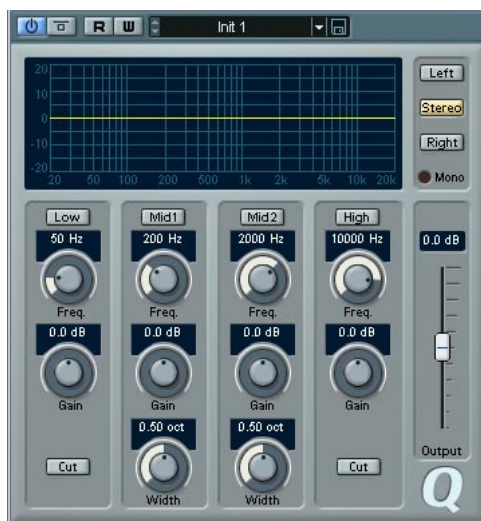 R W Init 1
20
10
0
-10
-20
20 50 100 200 500 1k 2k 5k 10k 20k
Left
Stereo
Right
Mono
Low Mid1 Mid2 High
50 Hz 200 Hz 2000 Hz 10000 Hz 0.0 dB
Freq. Freq. Freq. Freq.
0.0 dB 0.0 dB 0.0 dB 0.0 dB
Gain Gain Gain Gain
0.50 oct 0.50 oct
Cut Cut Output
Width Width
Q